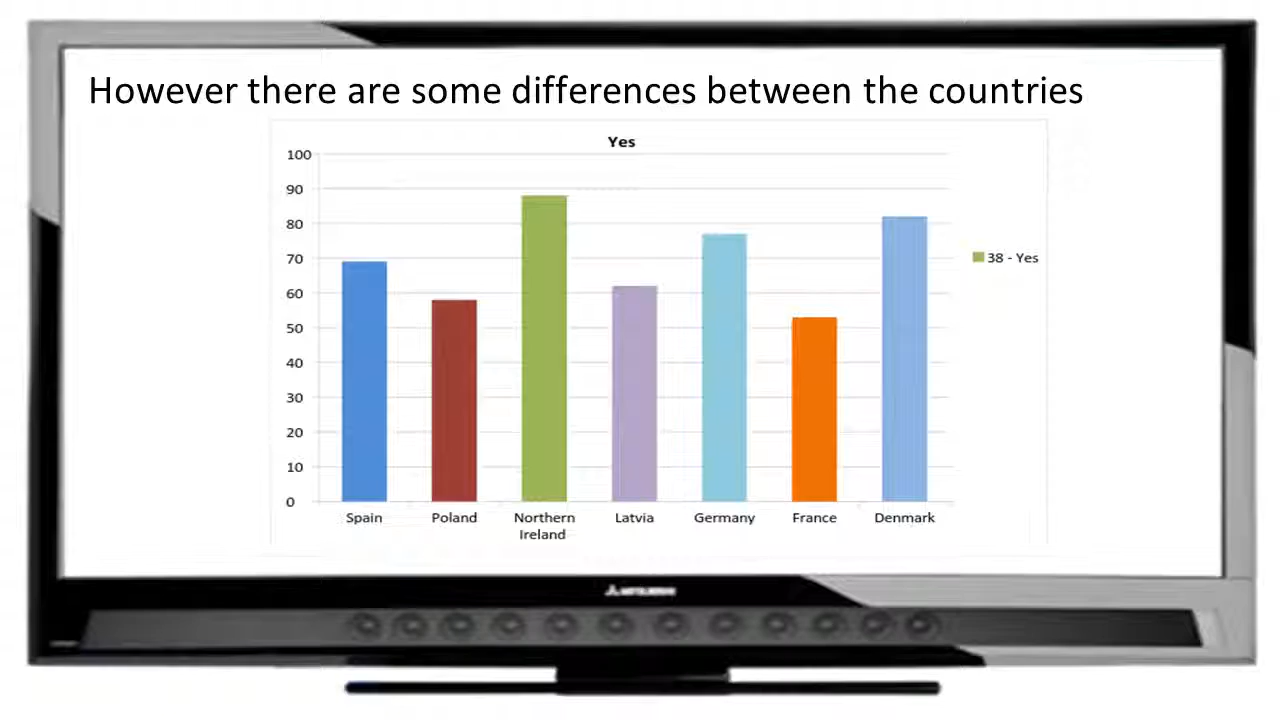 However there are some differences between the countries
Yes
100
90
80
70
60
50
40
30
20
10
0
38 - Yes
Spain Poland Northern Ireland Latvia Germany France Denmark